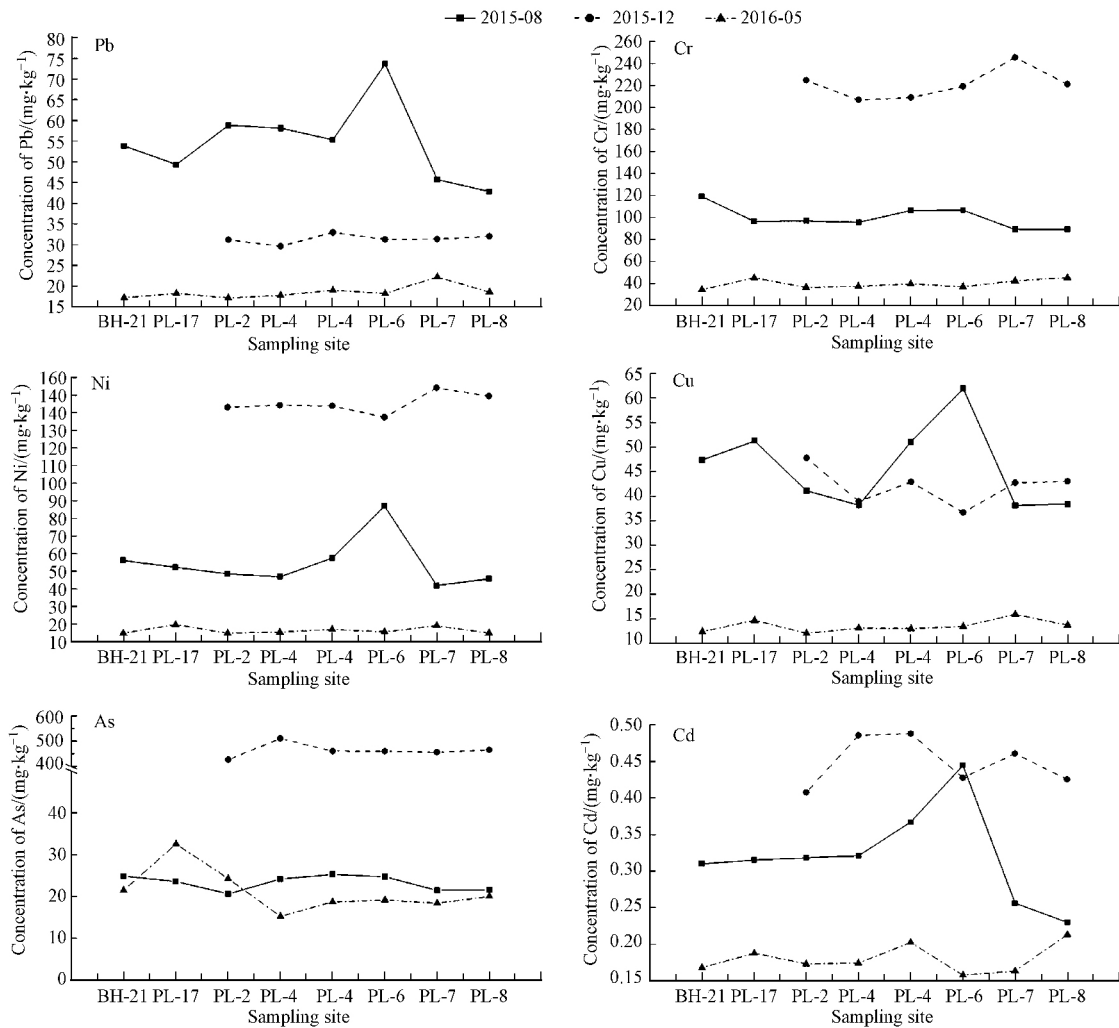 2015-08 2015-12 2016-05
Pb
Concentration of Pb/(mg·kg⁻¹)
80
75
70
65
60
55
50
45
40
35
30
25
20
15
BH-21 PL-17 PL-2 PL-4 PL-4 PL-6 PL-7 PL-8
Sampling site
Cr
Concentration of Cr/(mg·kg⁻¹)
260
240
220
200
180
160
140
120
100
80
60
40
20
BH-21 PL-17 PL-2 PL-4 PL-4 PL-6 PL-7 PL-8
Sampling site
Ni
Concentration of Ni/(mg·kg⁻¹)
160
150
140
130
120
110
100
90
80
70
60
50
40
30
20
10
BH-21 PL-17 PL-2 PL-4 PL-4 PL-6 PL-7 PL-8
Sampling site
Cu
Concentration of Cu/(mg·kg⁻¹)
65
60
55
50
45
40
35
30
25
20
15
10
BH-21 PL-17 PL-2 PL-4 PL-4 PL-6 PL-7 PL-8
Sampling site
As
Concentration of As/(mg·kg⁻¹)
600
500
400
40
30
20
10
0
BH-21 PL-17 PL-2 PL-4 PL-4 PL-6 PL-7 PL-8
Sampling site
Cd
Concentration of Cd/(mg·kg⁻¹)
0.50
0.45
0.40
0.35
0.30
0.25
0.20
0.15
BH-21 PL-17 PL-2 PL-4 PL-4 PL-6 PL-7 PL-8
Sampling site